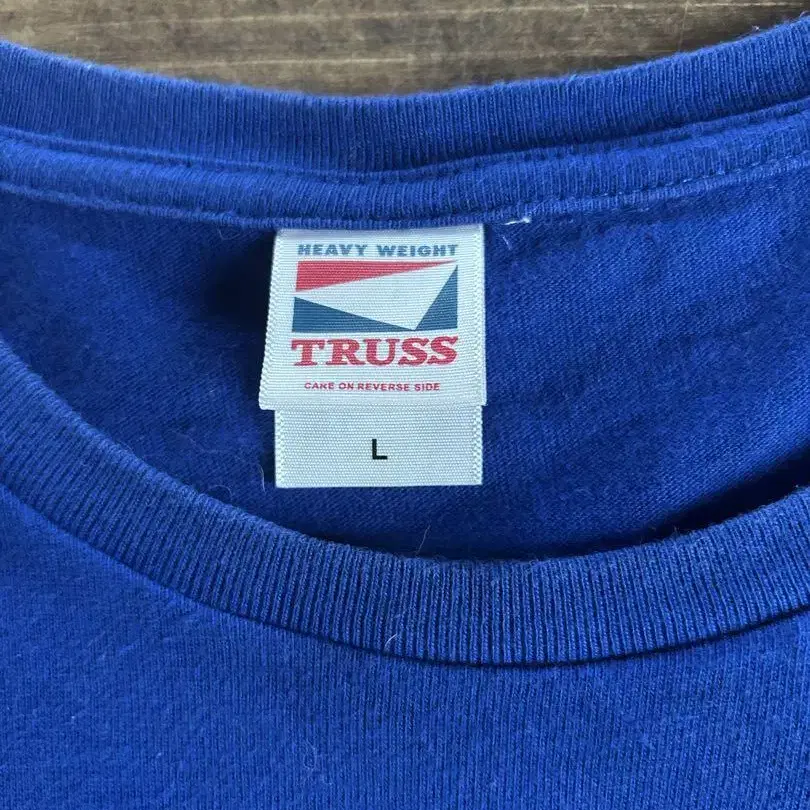 HEAVY WEIGHT
TRUSS
CARE ON REVERSE SIDE
L